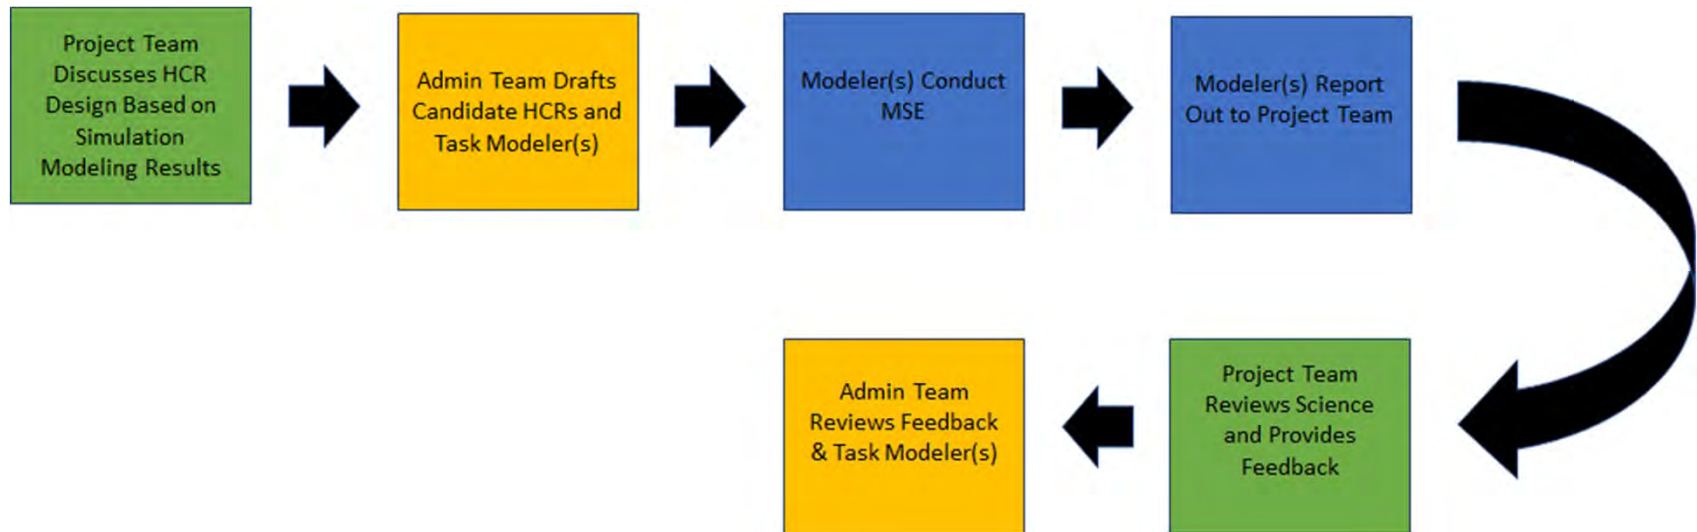 Project Team
Discusses HCR
Design Based on
Simulation
Modeling Results
Admin Team Drafts
Candidate HCRs and
Task Modeler(s)
Modeler(s) Conduct
MSE
Modeler(s) Report
Out to Project Team
Project Team
Reviews Science
and Provides
Feedback
Admin Team
Reviews Feedback
& Task Modeler(s)